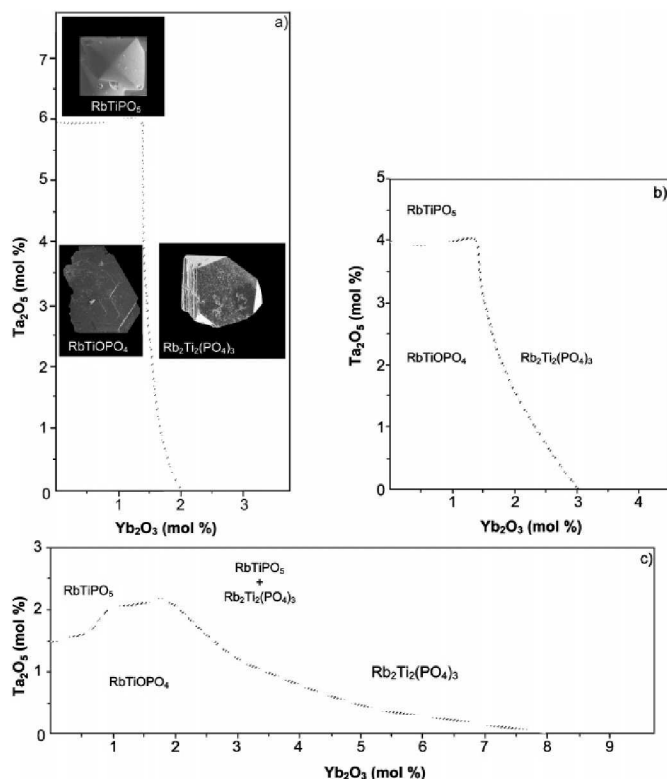 a)
7
6
5
4
3
2
1
0
Ta₂O₅ (mol %)
RbTiPO₅
RbTiOPO₄
Rb₂Ti₂(PO₄)₃
1 2 3
Yb₂O₃ (mol %)
b)
5
4
3
2
1
0
Ta₂O₅ (mol %)
RbTiPO₅
RbTiOPO₄
Rb₂Ti₂(PO₄)₃
1 2 3 4
Yb₂O₃ (mol %)
c)
3
2
1
0
Ta₂O₅ (mol %)
RbTiPO₅
RbTiPO₅
+
Rb₂Ti₂(PO₄)₃
RbTiOPO₄
Rb₂Ti₂(PO₄)₃
1 2 3 4 5 6 7 8 9
Yb₂O₃ (mol %)